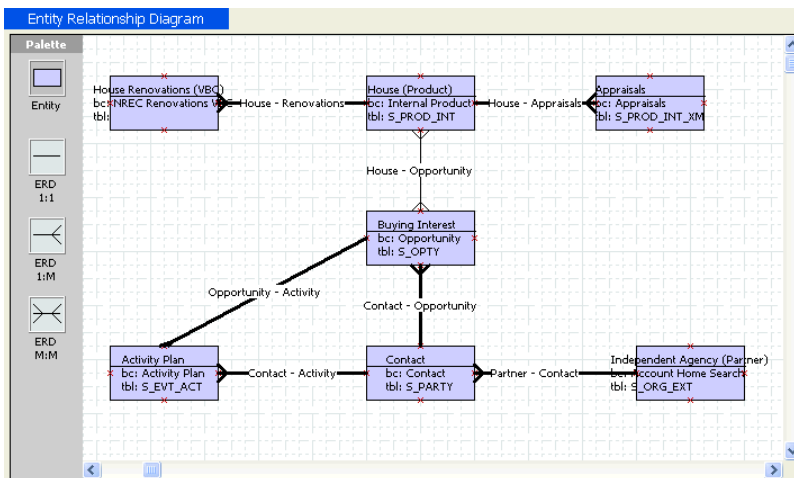 Entity Relationship Diagram
Palette
Entity
ERD
1:1
ERD
1:M
ERD
M:M
House Renovations (VBC)
bc: NREC Renovations
tbl:
House - Renovations
House (Product)
bc: Internal Product
tbl: S_PROD_INT
House - Appraisals
Appraisals
bc: Appraisals
tbl: S_PROD_INT_XM
House - Opportunity
Buying Interest
bc: Opportunity
tbl: S_OPTY
Opportunity - Activity
Contact - Opportunity
Activity Plan
bc: Activity Plan
tbl: S_EVT_ACT
Contact - Activity
Contact
bc: Contact
tbl: S_PARTY
Partner - Contact
Independent Agency (Partner)
bc: Account Home Search
tbl: S_ORG_EXT